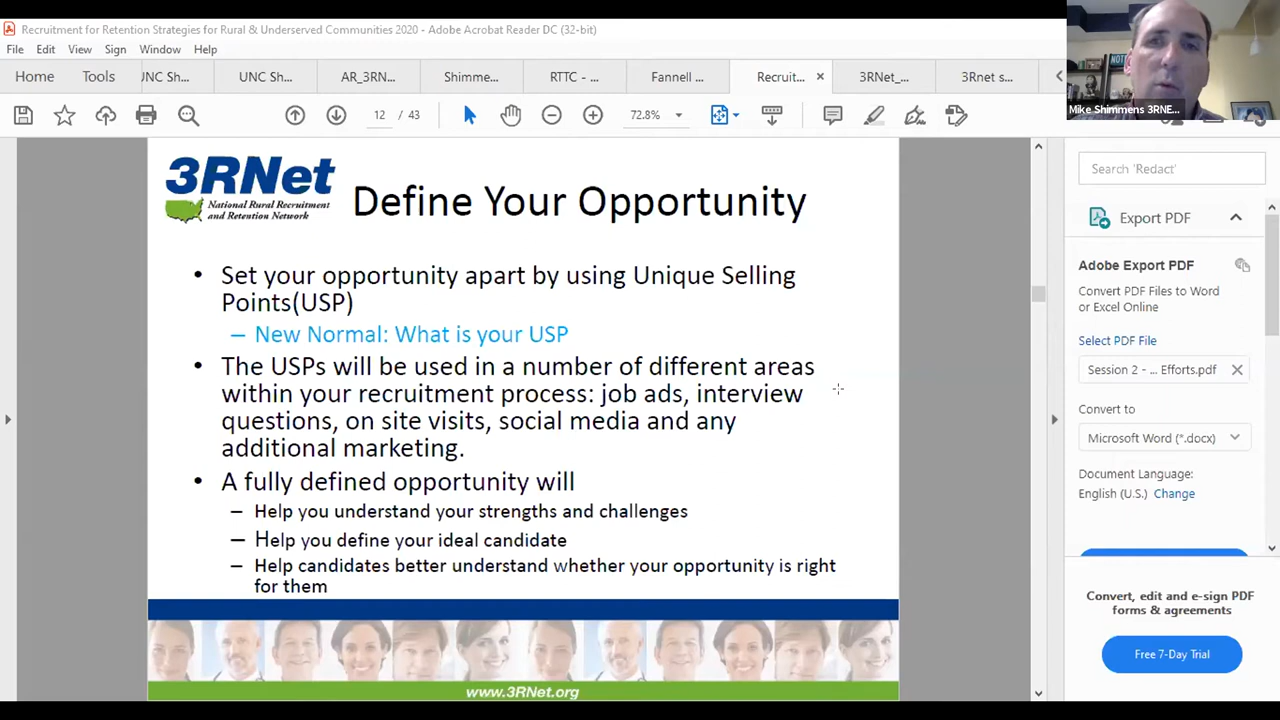 Recruitment for Retention Strategies for Rural & Underserved Communities 2020 - Adobe Acrobat Reader DC (32-bit)
File Edit View Sign Window Help
Home Tools UNC Sh... UNC Sh... AR_3RN... Shimme... RTTC - ... Fannell ... Recruit... × 3RNet_... 3RNet s...
/ 43 72.8%
Mike Shimmens 3RNE...
3RNet
National Rural Recruitment
and Retention Network
Define Your Opportunity
• Set your opportunity apart by using Unique Selling
Points(USP)
– New Normal: What is your USP
• The USPs will be used in a number of different areas
within your recruitment process: job ads, interview
questions, on site visits, social media and any
additional marketing.
• A fully defined opportunity will
– Help you understand your strengths and challenges
– Help you define your ideal candidate
– Help candidates better understand whether your opportunity is right
for them
www.3RNet.org
Search 'Redact'
Export PDF
Adobe Export PDF
Convert PDF Files to Word
or Excel Online
Select PDF File
Session 2 - ... Efforts.pdf ×
Convert to
Microsoft Word (*.docx)
Document Language:
English (U.S.) Change
Convert, edit and e-sign PDF
forms & agreements
Free 7-Day Trial